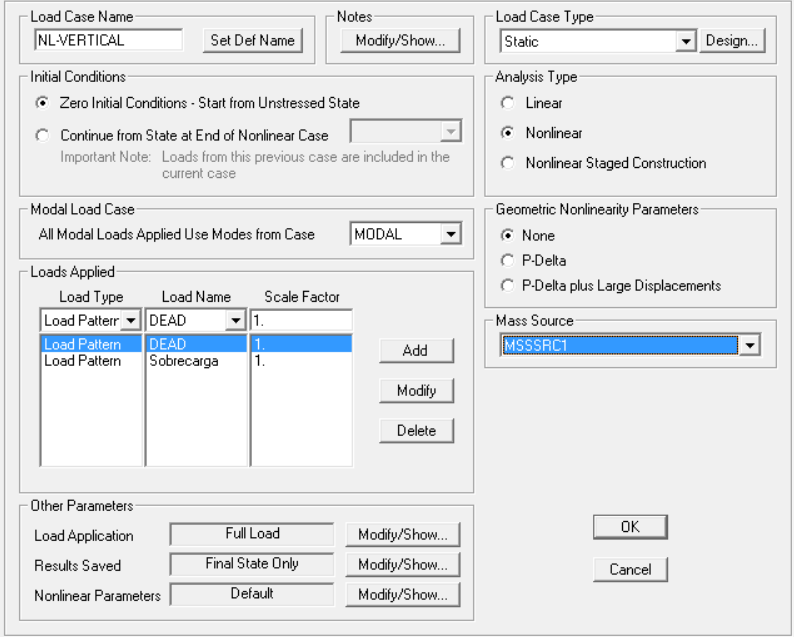 Load Case Name
NL-VERTICAL
Set Def Name
Notes
Modify/Show...
Load Case Type
Static
Design...
Initial Conditions
Zero Initial Conditions - Start from Unstressed State
Continue from State at End of Nonlinear Case
Important Note: Loads from this previous case are included in the
current case
Analysis Type
Linear
Nonlinear
Nonlinear Staged Construction
Modal Load Case
All Modal Loads Applied Use Modes from Case
MODAL
Geometric Nonlinearity Parameters
None
P-Delta
P-Delta plus Large Displacements
Loads Applied
Load Type Load Name Scale Factor
Load Pattern DEAD 1.
Load Pattern DEAD 1.
Load Pattern Sobrecarga 1.
Add
Modify
Delete
Mass Source
MSSSRC1
Other Parameters
Load Application Full Load Modify/Show...
Results Saved Final State Only Modify/Show...
Nonlinear Parameters Default Modify/Show...
OK
Cancel